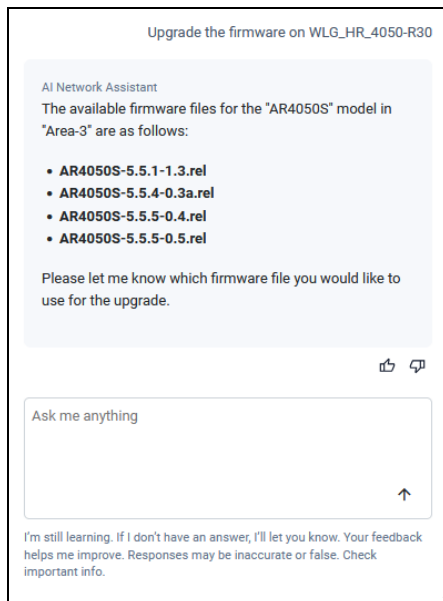 Upgrade the firmware on WLG_HR_4050-R30
AI Network Assistant
The available firmware files for the "AR4050S" model in
"Area-3" are as follows:
• AR4050S-5.5.1-1.3.rel
• AR4050S-5.5.4-0.3a.rel
• AR4050S-5.5.5-0.4.rel
• AR4050S-5.5.5-0.5.rel
Please let me know which firmware file you would like to
use for the upgrade.
Ask me anything
I'm still learning. If I don't have an answer, I'll let you know. Your feedback
helps me improve. Responses may be inaccurate or false. Check
important info.